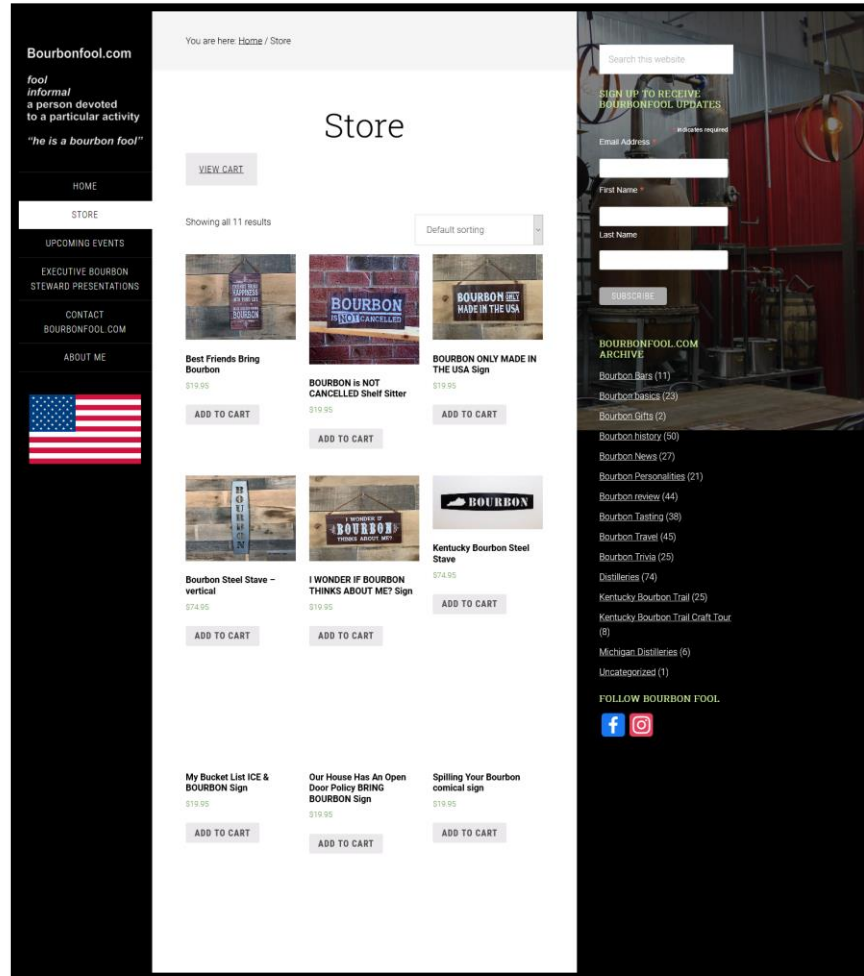 Bourbonfool.com
fool
informal
a person devoted
to a particular activity
"he is a bourbon fool"
HOME
STORE
UPCOMING EVENTS
EXECUTIVE BOURBON
STEWARD PRESENTATIONS
CONTACT
BOURBONFOOL.COM
ABOUT ME
You are here: Home / Store
Store
VIEW CART
Showing all 11 results
Default sorting
FRIENDS BRING
HAPPINESS
BOURBON
BOURBON
IS NOT CANCELLED
BOURBON ONLY
MADE IN THE USA
Best Friends Bring
Bourbon
$19.95
ADD TO CART
BOURBON is NOT
CANCELLED Shelf Sitter
$19.95
ADD TO CART
BOURBON ONLY MADE IN
THE USA Sign
$19.95
ADD TO CART
BOURBON
I WONDER IF
BOURBON
THINKS ABOUT ME?
BOURBON
Bourbon Steel Stave –
vertical
$74.95
ADD TO CART
I WONDER IF BOURBON
THINKS ABOUT ME? Sign
$19.95
ADD TO CART
Kentucky Bourbon Steel
Stave
$74.95
ADD TO CART
My Bucket List ICE &
BOURBON Sign
$19.95
ADD TO CART
Our House Has An Open
Door Policy BRING
BOURBON Sign
$19.95
ADD TO CART
Spilling Your Bourbon
comical sign
$19.95
ADD TO CART
Search this website
SIGN UP TO RECEIVE
BOURBONFOOL UPDATES
* indicates required
Email Address *
First Name *
Last Name
SUBSCRIBE
BOURBONFOOL.COM
ARCHIVE
Bourbon Bars (11)
Bourbon basics (23)
Bourbon Gifts (2)
Bourbon history (50)
Bourbon News (27)
Bourbon Personalities (21)
Bourbon review (44)
Bourbon Tasting (38)
Bourbon Travel (45)
Bourbon Trivia (25)
Distilleries (74)
Kentucky Bourbon Trail (25)
Kentucky Bourbon Trail Craft Tour
(8)
Michigan Distilleries (6)
Uncategorized (1)
FOLLOW BOURBON FOOL